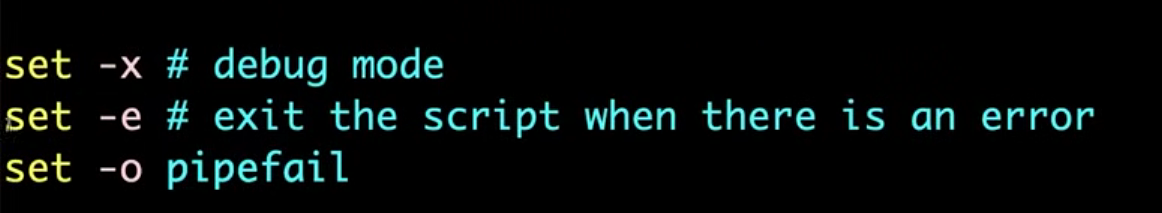 set -x # debug mode
set -e # exit the script when there is an error
set -o pipefail